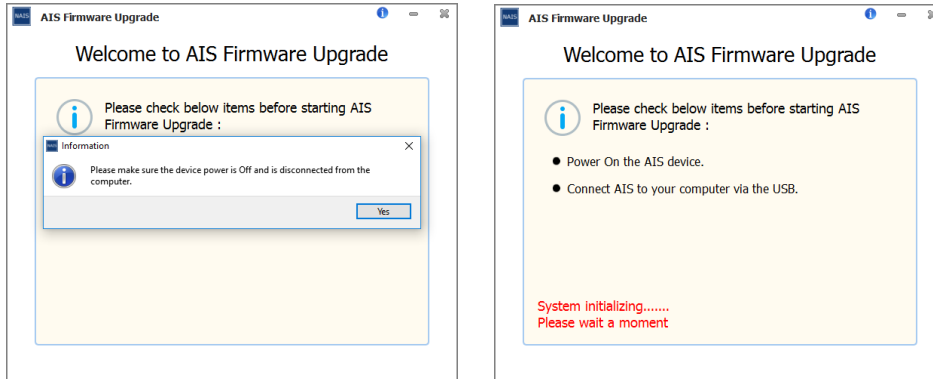 NAIS AIS Firmware Upgrade
Welcome to AIS Firmware Upgrade
Please check below items before starting AIS
Firmware Upgrade :
NAIS Information
Please make sure the device power is Off and is disconnected from the
computer.
Yes
NAIS AIS Firmware Upgrade
Welcome to AIS Firmware Upgrade
Please check below items before starting AIS
Firmware Upgrade :
● Power On the AIS device.
● Connect AIS to your computer via the USB.
System initializing.......
Please wait a moment